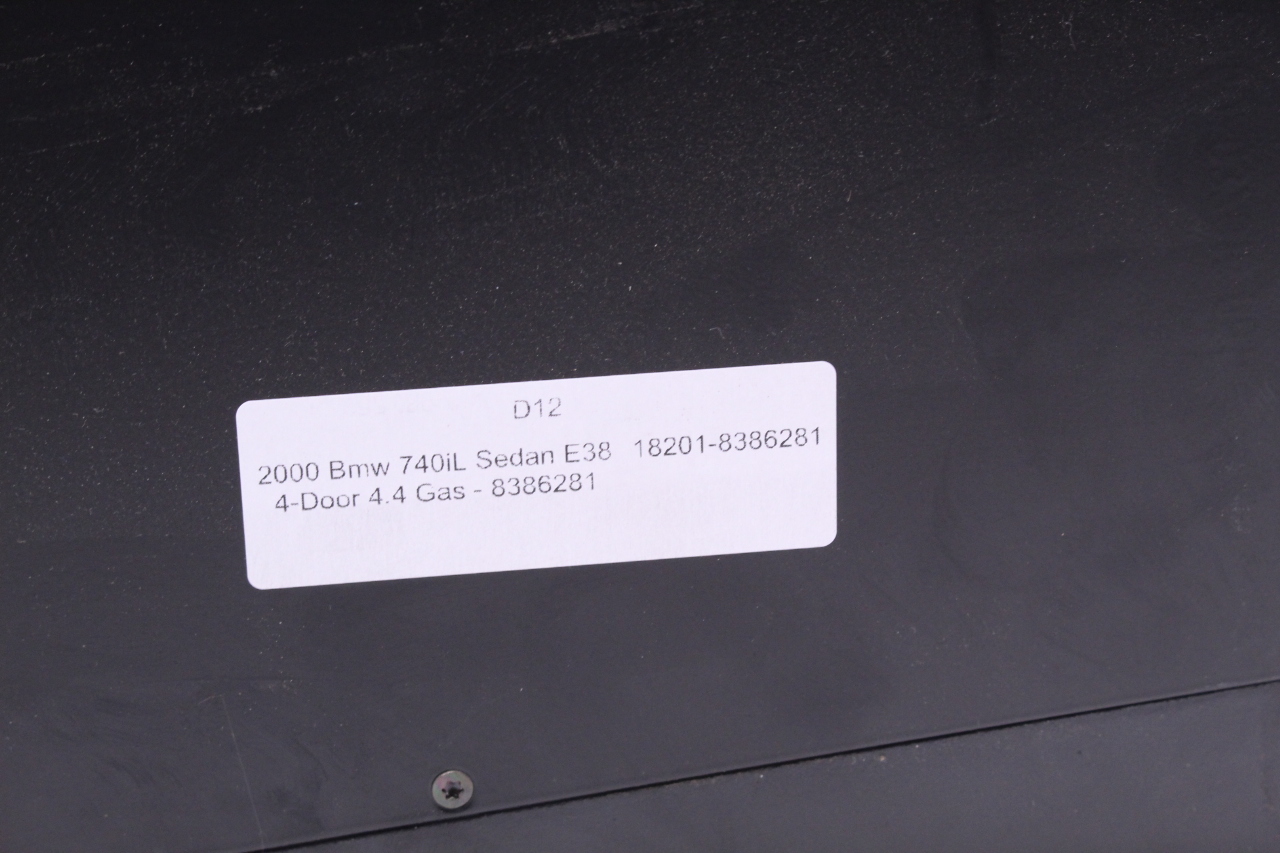 D12
2000 Bmw 740iL Sedan E38 18201-8386281
4-Door 4.4 Gas - 8386281